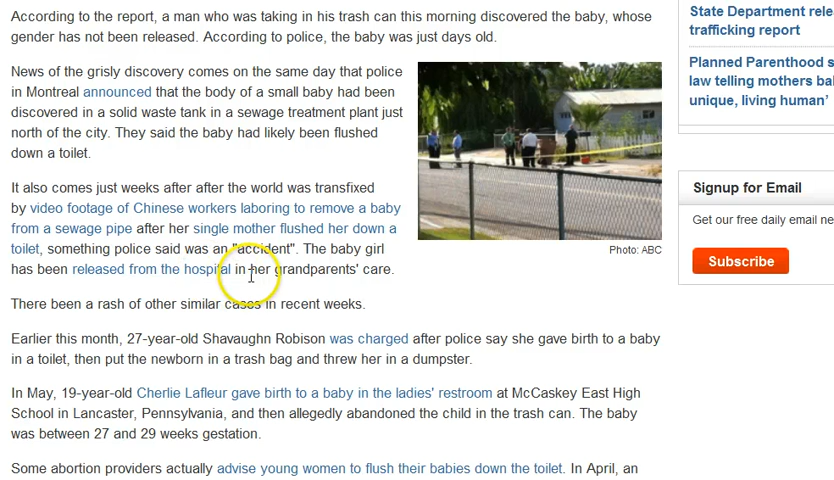 According to the report, a man who was taking in his trash can this morning discovered the baby, whose
gender has not been released. According to police, the baby was just days old.
News of the grisly discovery comes on the same day that police
in Montreal announced that the body of a small baby had been
discovered in a solid waste tank in a sewage treatment plant just
north of the city. They said the baby had likely been flushed
down a toilet.
It also comes just weeks after after the world was transfixed
by video footage of Chinese workers laboring to remove a baby
from a sewage pipe after her single mother flushed her down a
toilet, something police said was an "accident". The baby girl
has been released from the hospital in her grandparents' care.
There been a rash of other similar cases in recent weeks.
Earlier this month, 27-year-old Shavaughn Robison was charged after police say she gave birth to a baby
in a toilet, then put the newborn in a trash bag and threw her in a dumpster.
In May, 19-year-old Cherlie Lafleur gave birth to a baby in the ladies' restroom at McCaskey East High
School in Lancaster, Pennsylvania, and then allegedly abandoned the child in the trash can. The baby
was between 27 and 29 weeks gestation.
Some abortion providers actually advise young women to flush their babies down the toilet. In April, an
Photo: ABC
State Department rele
trafficking report
Planned Parenthood s
law telling mothers bal
unique, living human'
Signup for Email
Get our free daily email ne
Subscribe